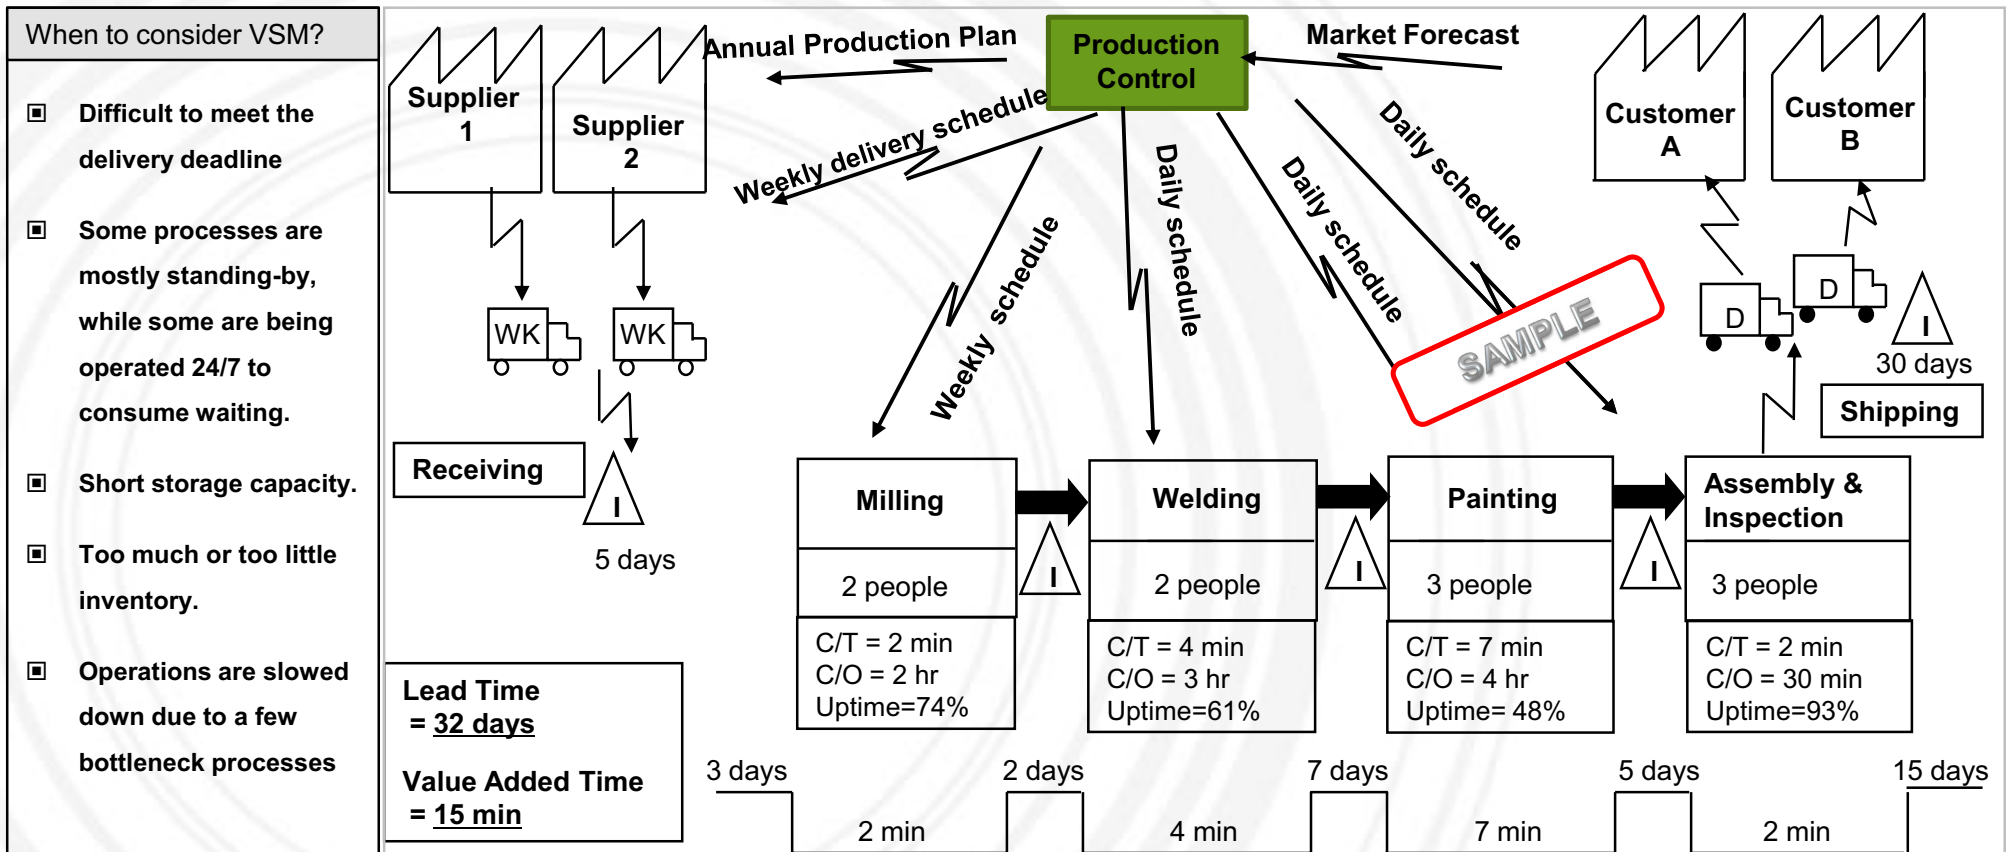 When to consider VSM?
Difficult to meet the
delivery deadline
Some processes are
mostly standing-by,
while some are being
operated 24/7 to
consume waiting.
Short storage capacity.
Too much or too little
inventory.
Operations are slowed
down due to a few
bottleneck processes
Supplier
1
Supplier
2
Annual Production Plan
Production
Control
Market Forecast
Customer
A
Customer
B
Weekly delivery schedule
Weekly schedule
Daily schedule
Daily schedule
Daily schedule
SAMPLE
WK
WK
D
D
I
30 days
Shipping
Receiving
I
5 days
Milling
2 people
C/T = 2 min
C/O = 2 hr
Uptime=74%
I
Welding
2 people
C/T = 4 min
C/O = 3 hr
Uptime=61%
I
Painting
3 people
C/T = 7 min
C/O = 4 hr
Uptime= 48%
I
Assembly &
Inspection
3 people
C/T = 2 min
C/O = 30 min
Uptime=93%
Lead Time
= 32 days
Value Added Time
= 15 min
3 days
2 days
7 days
5 days
15 days
2 min
4 min
7 min
2 min